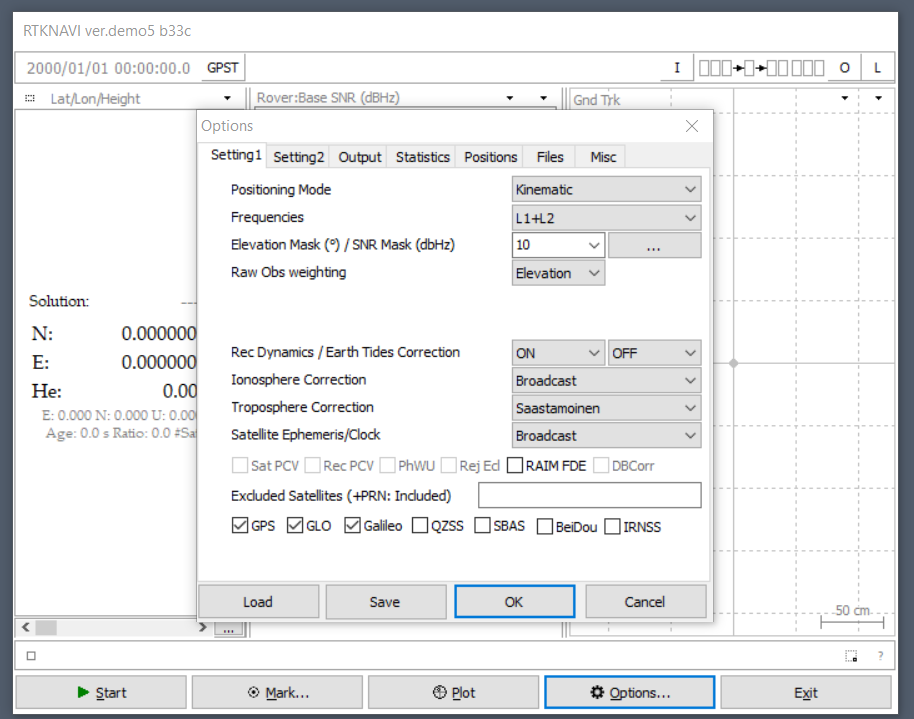 RTKNAVI ver.demo5 b33c
2000/01/01 00:00:00.0 GPST I O L
Lat/Lon/Height Rover:Base SNR (dBHz) Gnd Trk
Options
Setting1 Setting2 Output Statistics Positions Files Misc
Positioning Mode Kinematic
Frequencies L1+L2
Elevation Mask (°) / SNR Mask (dbHz) 10 ...
Raw Obs weighting Elevation
Solution: ---
N: 0.000000
E: 0.000000
He: 0.00
E: 0.000 N: 0.000 U: 0.00
Age: 0.0 s Ratio: 0.0 #Sa
Rec Dynamics / Earth Tides Correction ON OFF
Ionosphere Correction Broadcast
Troposphere Correction Saastamoinen
Satellite Ephemeris/Clock Broadcast
Sat PCV Rec PCV PhWU Rej Ecl RAIM FDE DBCorr
Excluded Satellites (+PRN: Included)
GPS GLO Galileo QZSS SBAS BeiDou IRNSS
Load Save OK Cancel
50 cm
...
?
Start Mark... Plot Options... Exit